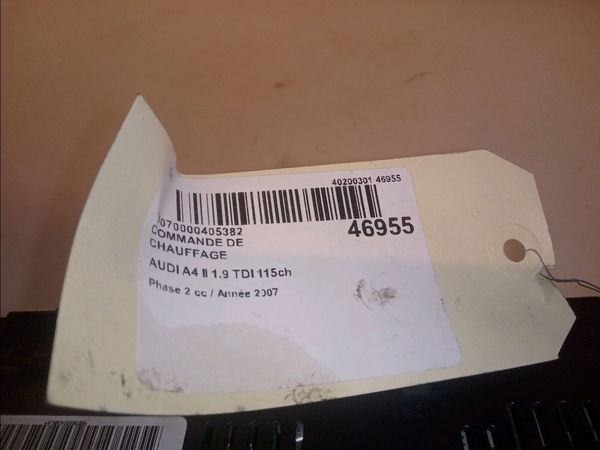 40200301 46955
0070000405382
46955
COMMANDE DE
CHAUFFAGE
AUDI A4 II 1.9 TDI 115ch
Phase 2 cc / Année 2007